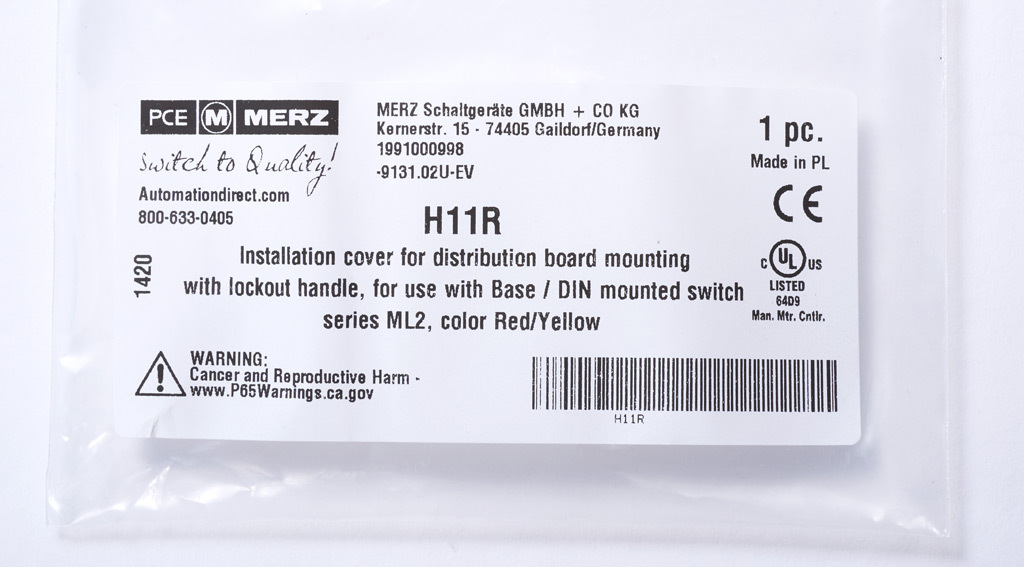 PCE M MERZ
Switch to Quality!
Automationdirect.com
800-633-0405
MERZ Schaltgeräte GMBH + CO KG
Kernerstr. 15 - 74405 Gaildorf/Germany
1991000998
-9131.02U-EV
1 pc.
Made in PL
CE
C UL US
LISTED
64D9
Man. Mtr. Cntlr.
1420
H11R
Installation cover for distribution board mounting
with lockout handle, for use with Base / DIN mounted switch
series ML2, color Red/Yellow
WARNING:
Cancer and Reproductive Harm -
www.P65Warnings.ca.gov
H11R